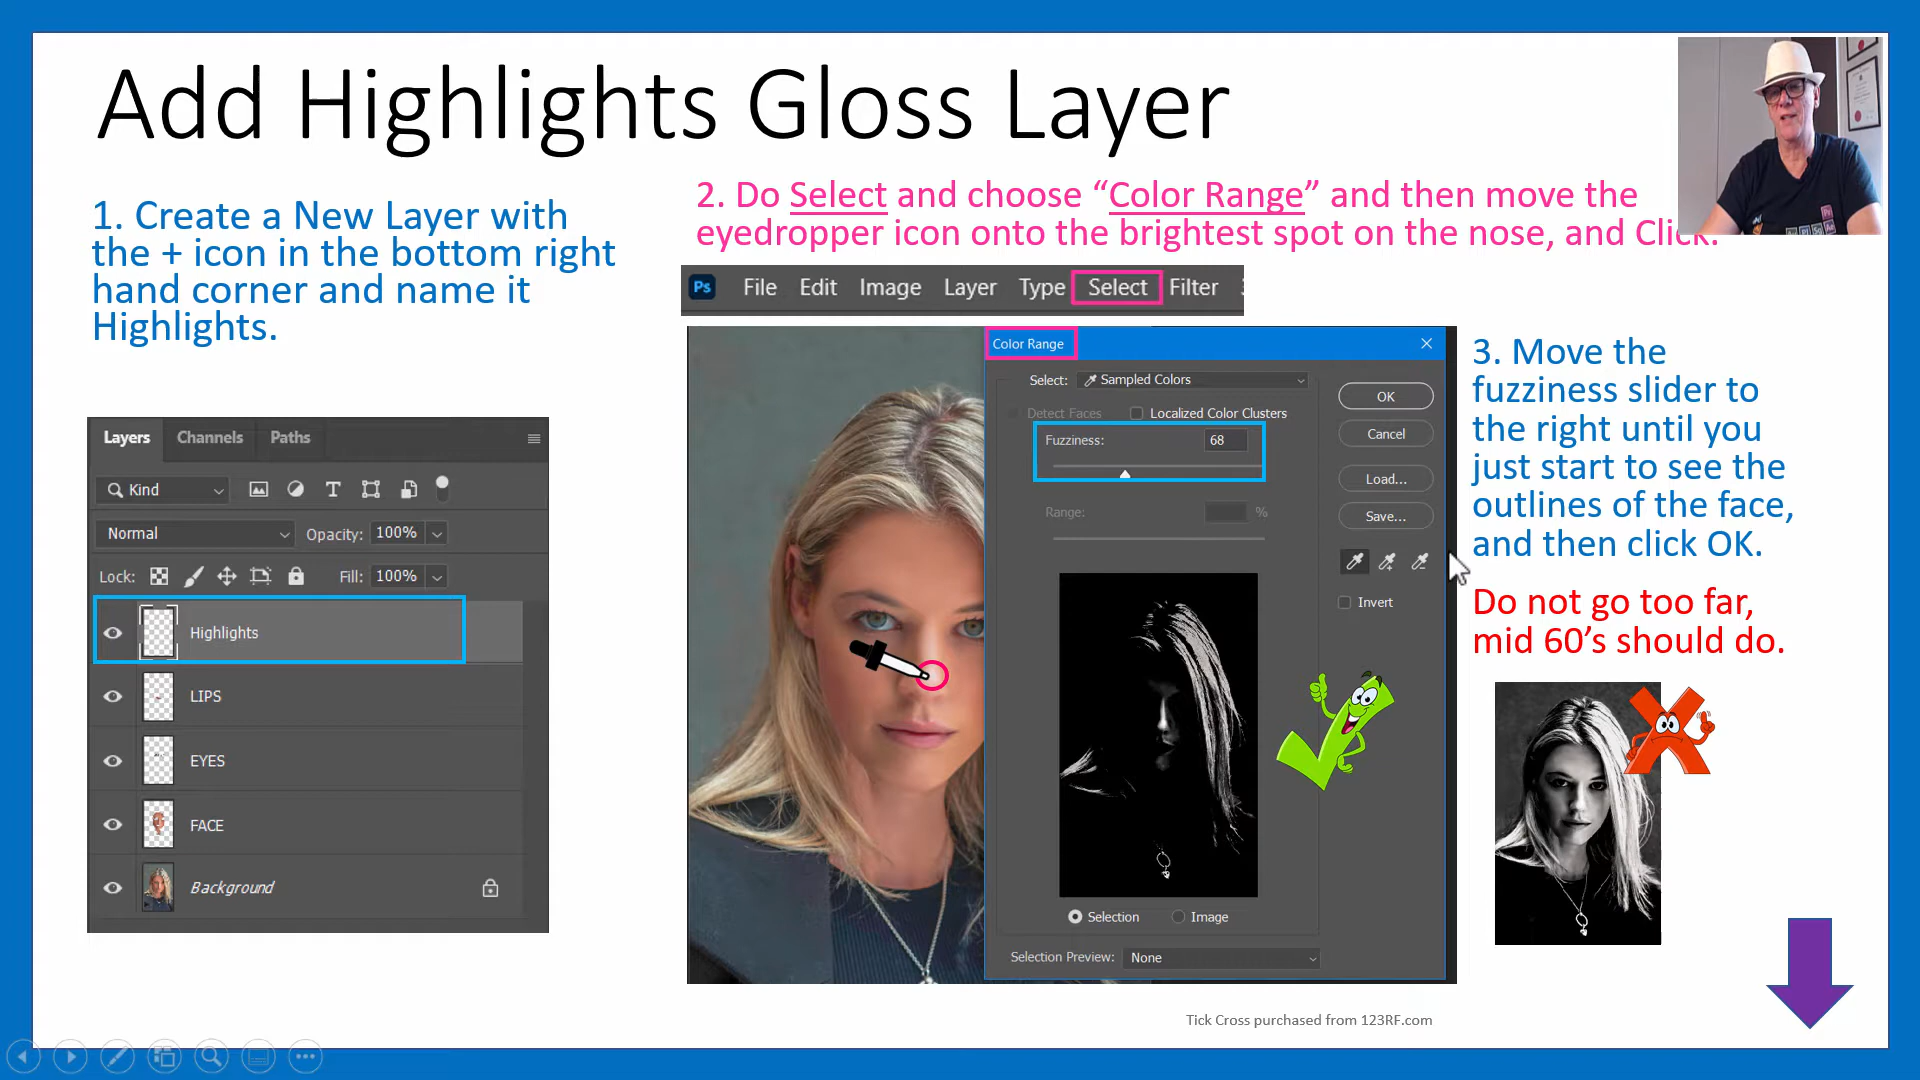 Add Highlights Gloss Layer
1. Create a New Layer with
the + icon in the bottom right
hand corner and name it
Highlights.
2. Do Select and choose “Color Range” and then move the
eyedropper icon onto the brightest spot on the nose, and Click.
Ps File Edit Image Layer Type Select Filter
Layers Channels Paths
Kind
Normal Opacity: 100%
Lock: Fill: 100%
Highlights
LIPS
EYES
FACE
Background
Color Range
Select: Sampled Colors
Detect Faces Localized Color Clusters
Fuzziness: 68
Range: %
Selection Image
Selection Preview: None
OK
Cancel
Load...
Save...
Invert
3. Move the
fuzziness slider to
the right until you
just start to see the
outlines of the face,
and then click OK.
Do not go too far,
mid 60’s should do.
Tick Cross purchased from 123RF.com